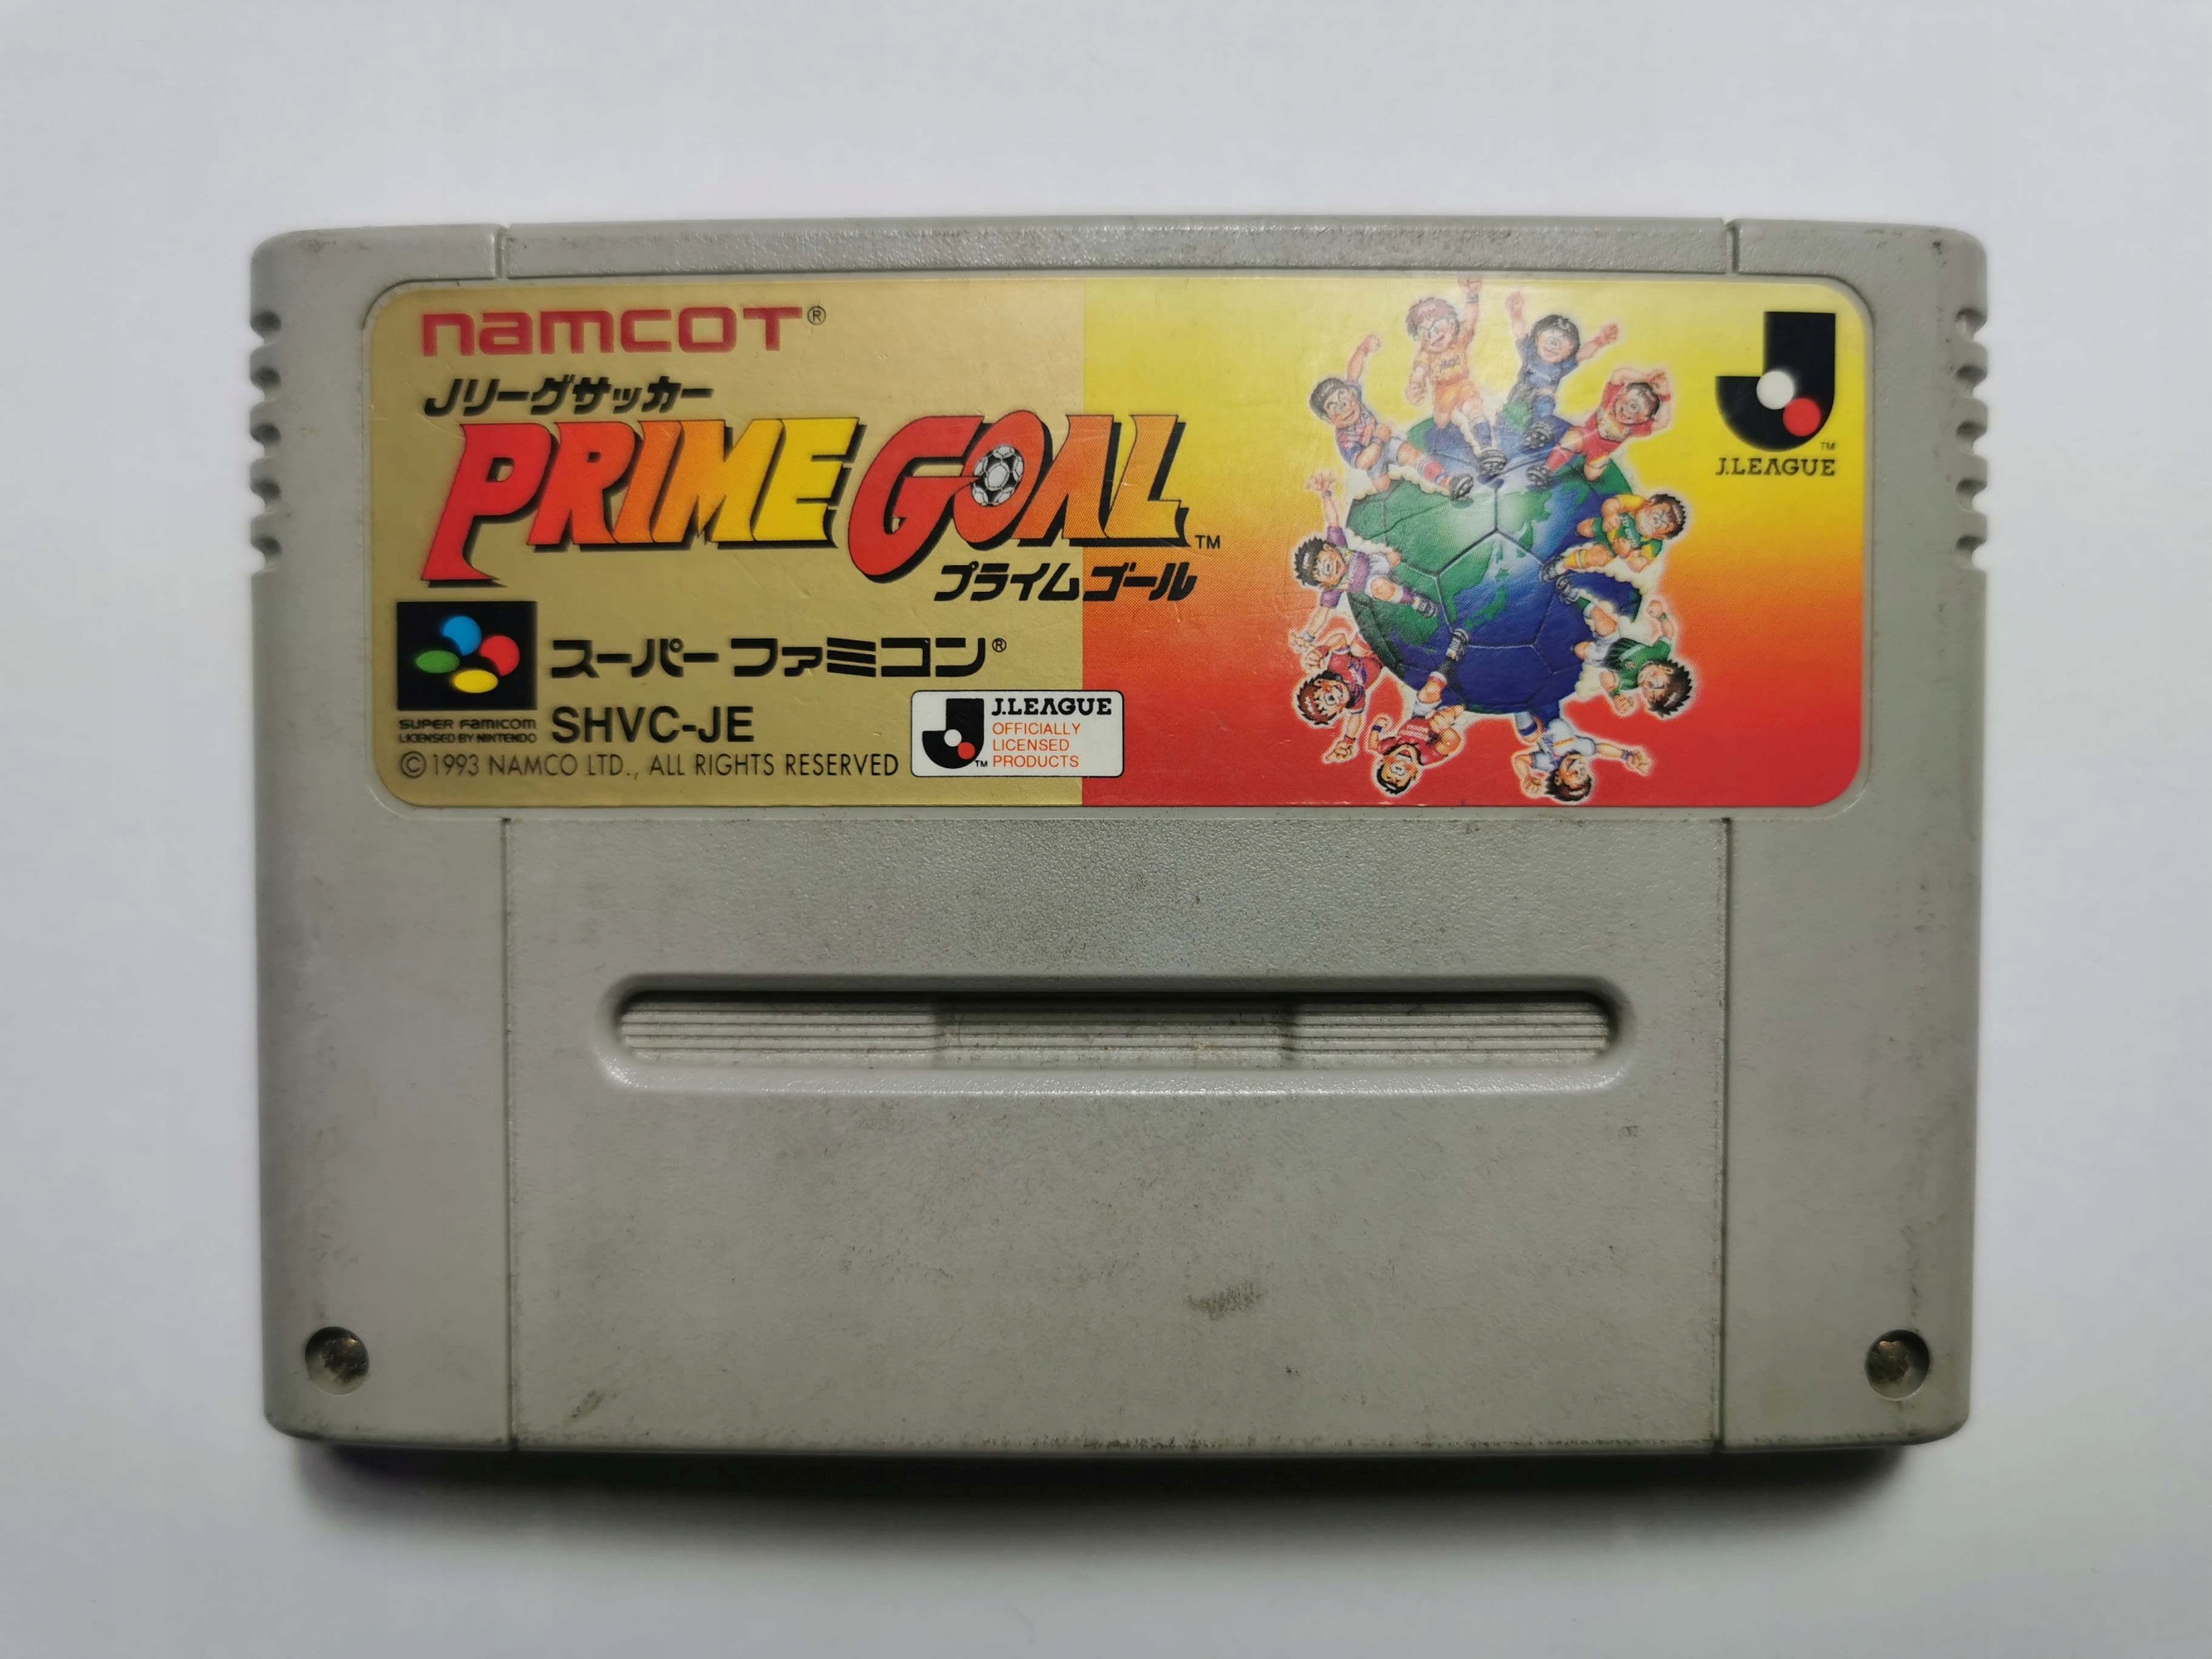 namcoT®
Jリーグサッカー
PRIME GOAL™
プライムゴール
スーパーファミコン®
SUPER FAMICOM
LICENSED BY NINTENDO
SHVC-JE
©1993 NAMCO LTD., ALL RIGHTS RESERVED
J.LEAGUE
OFFICIALLY
LICENSED
PRODUCTS
™
™
J.LEAGUE